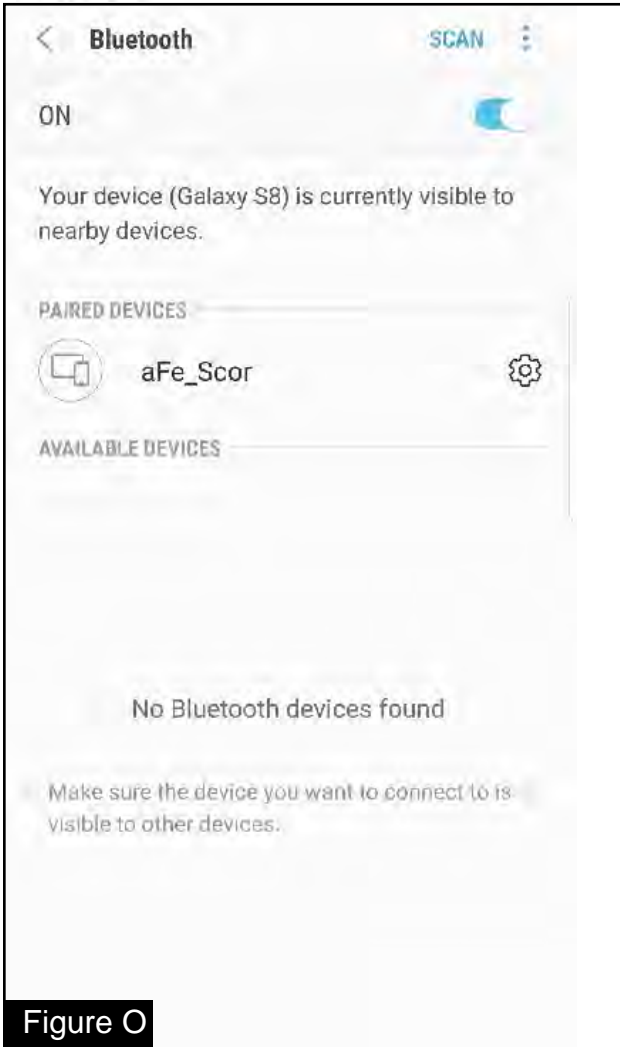 Bluetooth SCAN
ON
Your device (Galaxy S8) is currently visible to
nearby devices.
PAIRED DEVICES
aFe_Scor
AVAILABLE DEVICES
No Bluetooth devices found
Make sure the device you want to connect to is
visible to other devices.
Figure O